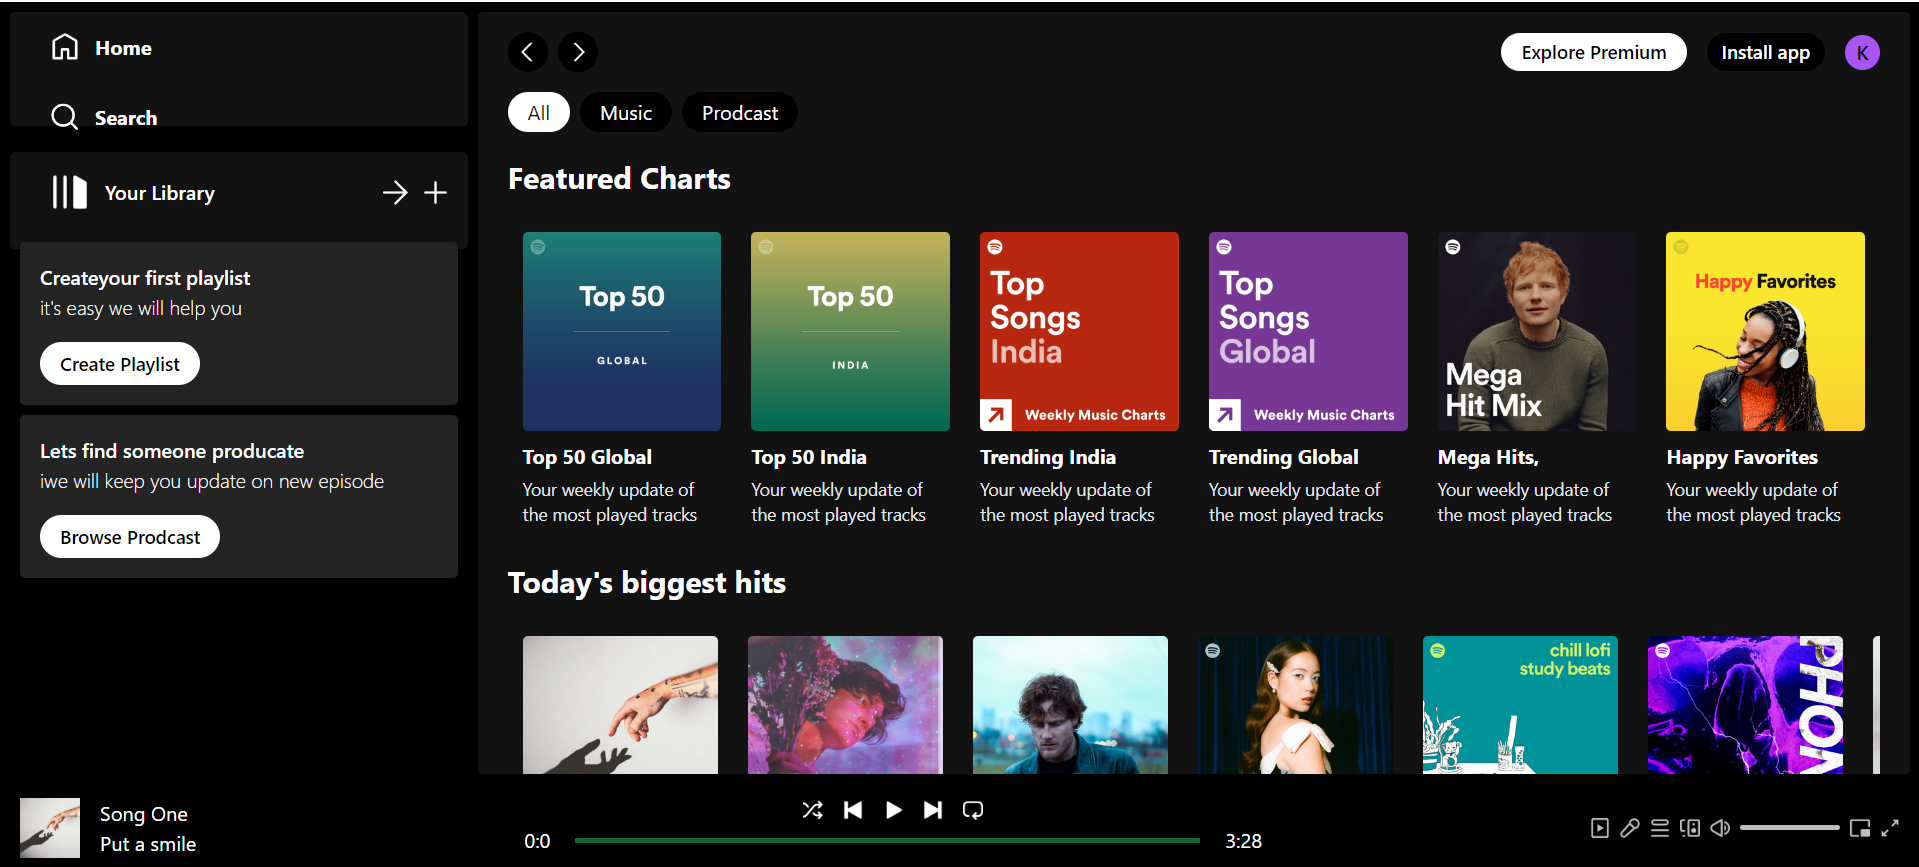 Home
Search
Your Library
Createyour first playlist
it's easy we will help you
Create Playlist
Lets find someone producate
iwe will keep you update on new episode
Browse Prodcast
Explore Premium
Install app
K
All
Music
Prodcast
Featured Charts
Top 50
GLOBAL
Top 50
INDIA
Top
Songs
India
Weekly Music Charts
Top
Songs
Global
Weekly Music Charts
Mega
Hit Mix
Happy Favorites
Top 50 Global
Your weekly update of
the most played tracks
Top 50 India
Your weekly update of
the most played tracks
Trending India
Your weekly update of
the most played tracks
Trending Global
Your weekly update of
the most played tracks
Mega Hits,
Your weekly update of
the most played tracks
Happy Favorites
Your weekly update of
the most played tracks
Today's biggest hits
chill lofi
study beats
Song One
Put a smile
0:0
3:28